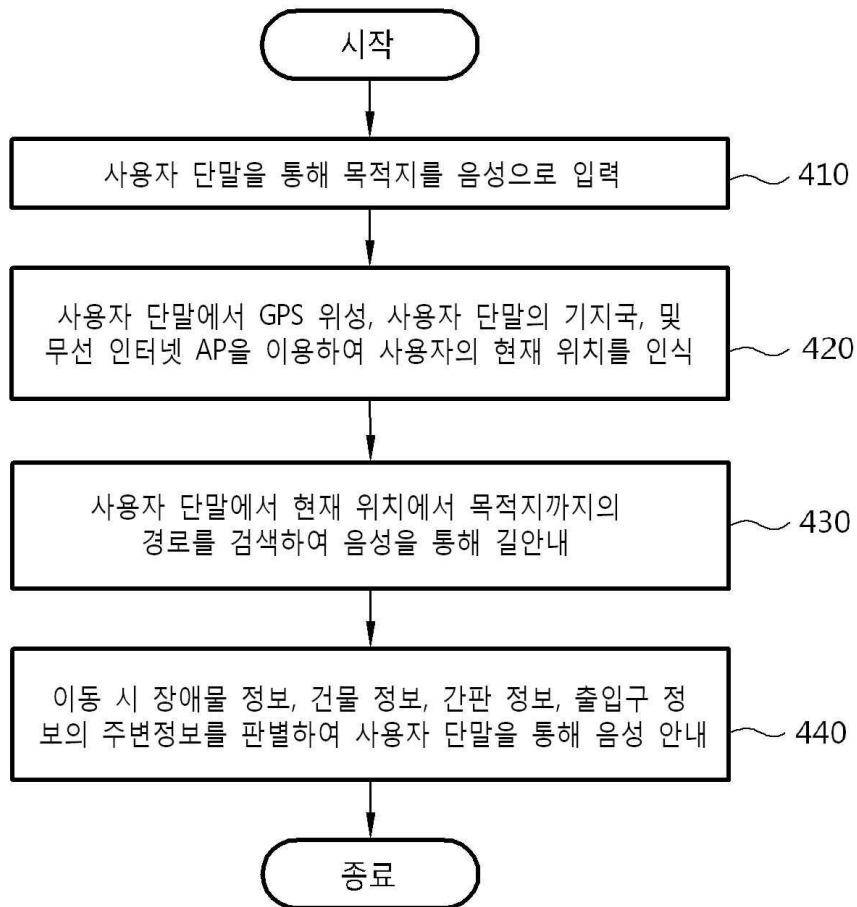 시작
사용자 단말을 통해 목적지를 음성으로 입력
410
사용자 단말에서 GPS 위성, 사용자 단말의 기지국, 및
무선 인터넷 AP을 이용하여 사용자의 현재 위치를 인식
420
사용자 단말에서 현재 위치에서 목적지까지의
경로를 검색하여 음성을 통해 길안내
430
이동 시 장애물 정보, 건물 정보, 간판 정보, 출입구 정
보의 주변정보를 판별하여 사용자 단말을 통해 음성 안내
440
종료